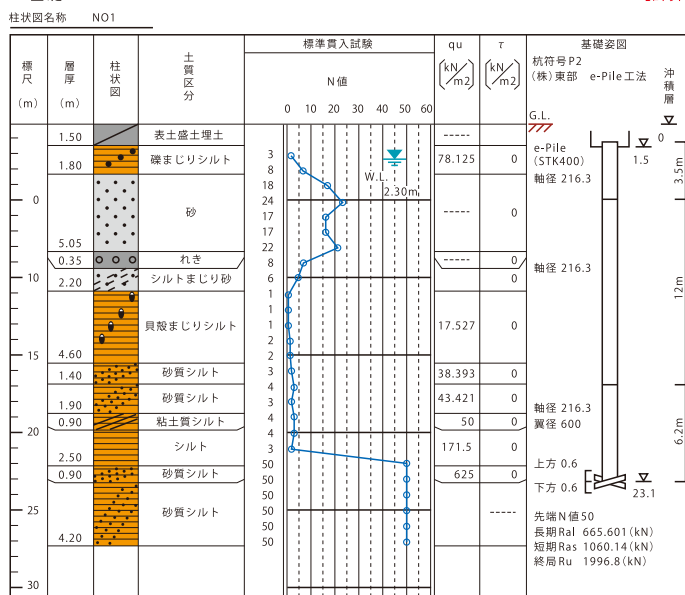 柱状図名称 NO1
標尺 (m)
層厚 (m)
柱状図
土質区分
標準貫入試験
N値
0 10 20 30 40 50 60
qu (kN/m2)
τ (kN/m2)
基礎姿図
杭符号P2
(株)東部 e-Pile工法
沖積層
G.L.
0
1.50 表土盛土埋土 -----
1.80 礫まじりシルト 78.125 0
5.05 砂 ----- 0
0.35 れき ----- 0
2.20 シルトまじり砂 0
4.60 貝殻まじりシルト 17.527 0
1.40 砂質シルト 38.393 0
1.90 砂質シルト 43.421 0
0.90 粘土質シルト 50 0
2.50 シルト 171.5 0
0.90 砂質シルト 625 0
4.20 砂質シルト -----
0
10
15
20
25
30
3
8
18
24
17
17
22
8
6
1
1
1
2
2
3
4
3
4
4
3
50
50
50
50
50
50
W.L.
2.30m
e-Pile
(STK400)
軸径 216.3
1.5
3.5m
軸径 216.3
12m
軸径 216.3
翼径 600
6.2m
上方 0.6
下方 0.6
23.1
先端N値50
長期Ral 665.601(kN)
短期Ras 1060.14(kN)
終局Ru 1996.8(kN)